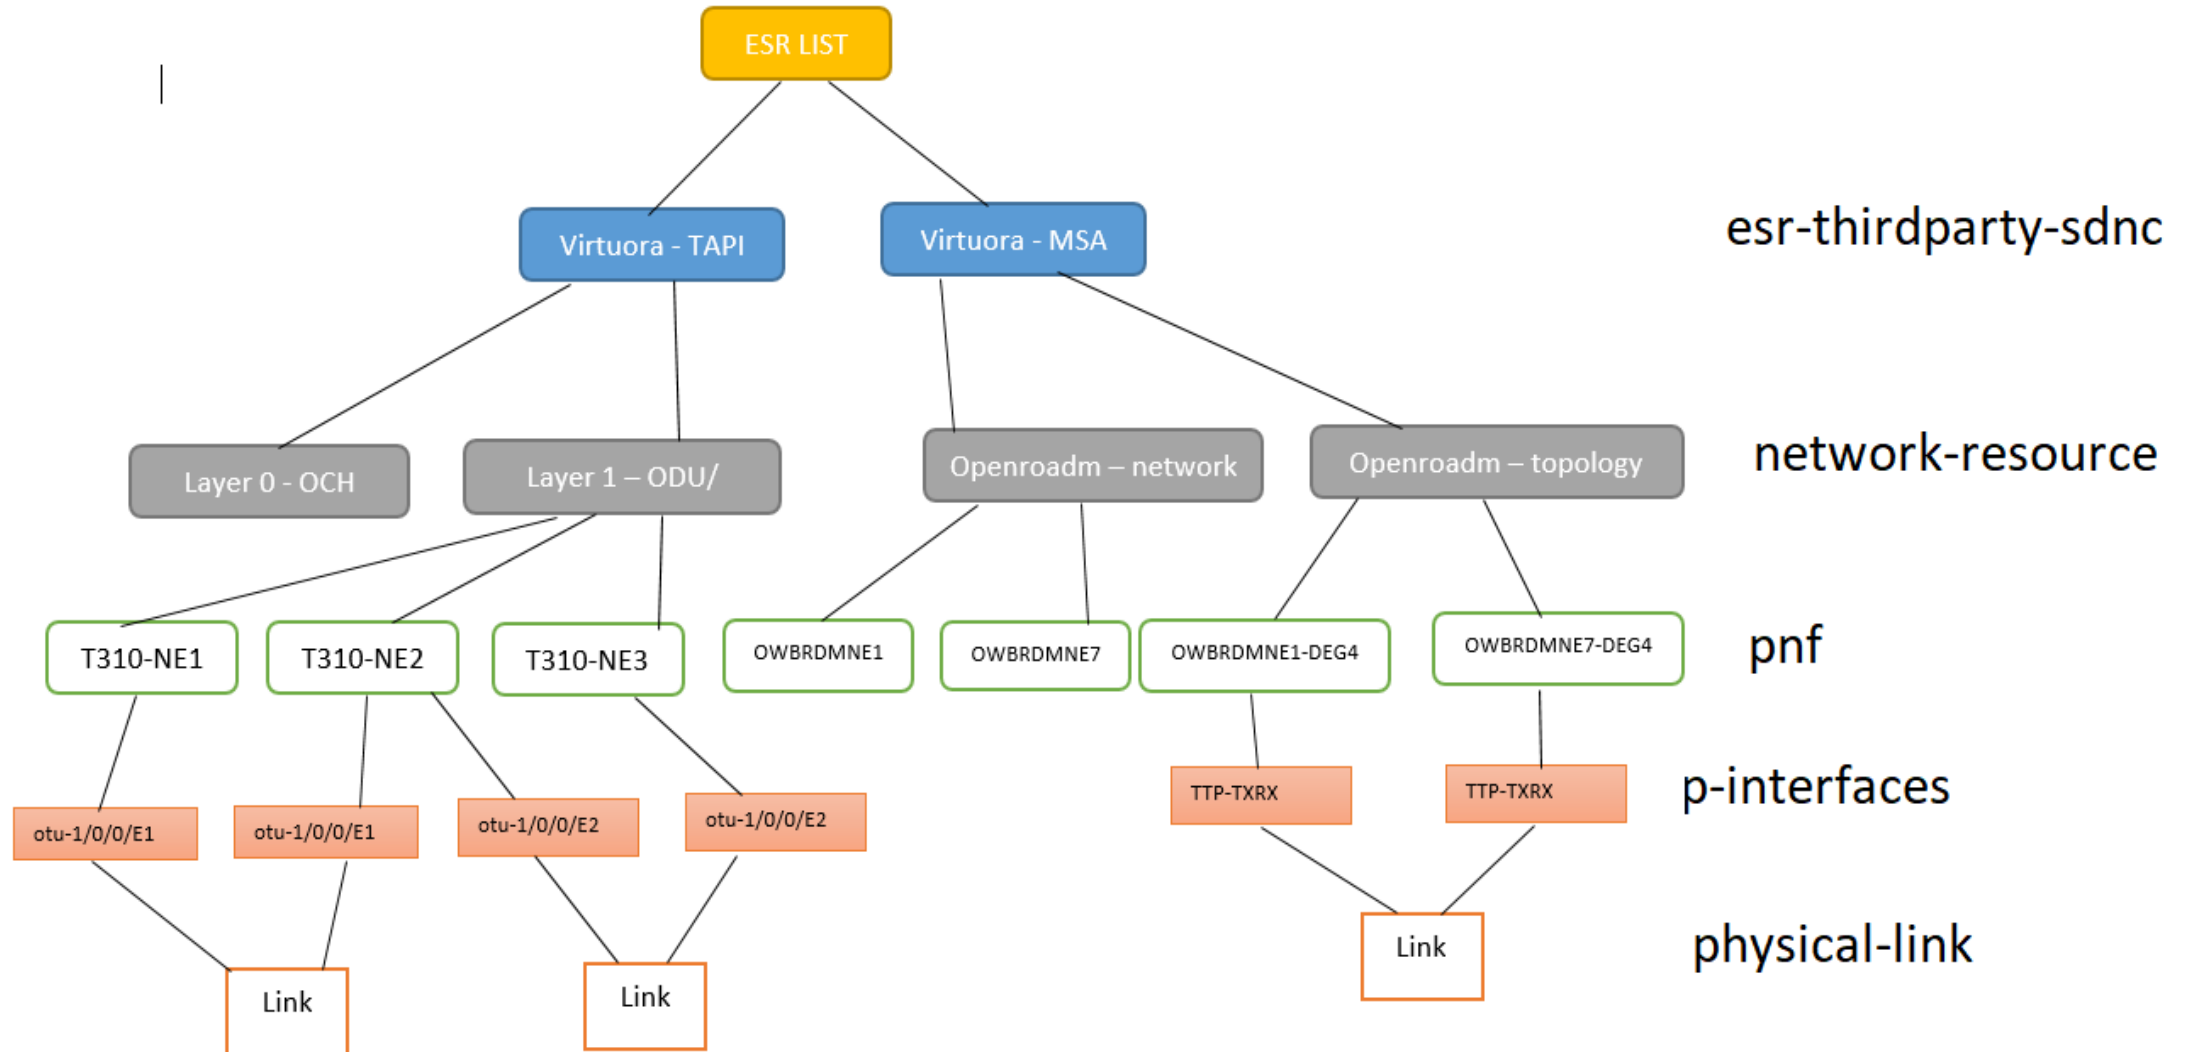 ESR LIST
Virtuora - TAPI
Virtuora - MSA
esr-thirdparty-sdnc
Layer 0 - OCH
Layer 1 – ODU/
Openroadm – network
Openroadm – topology
network-resource
T310-NE1
T310-NE2
T310-NE3
OWBRDMNE1
OWBRDMNE7
OWBRDMNE1-DEG4
OWBRDMNE7-DEG4
pnf
otu-1/0/0/E1
otu-1/0/0/E1
otu-1/0/0/E2
otu-1/0/0/E2
TTP-TXRX
TTP-TXRX
p-interfaces
Link
Link
Link
physical-link